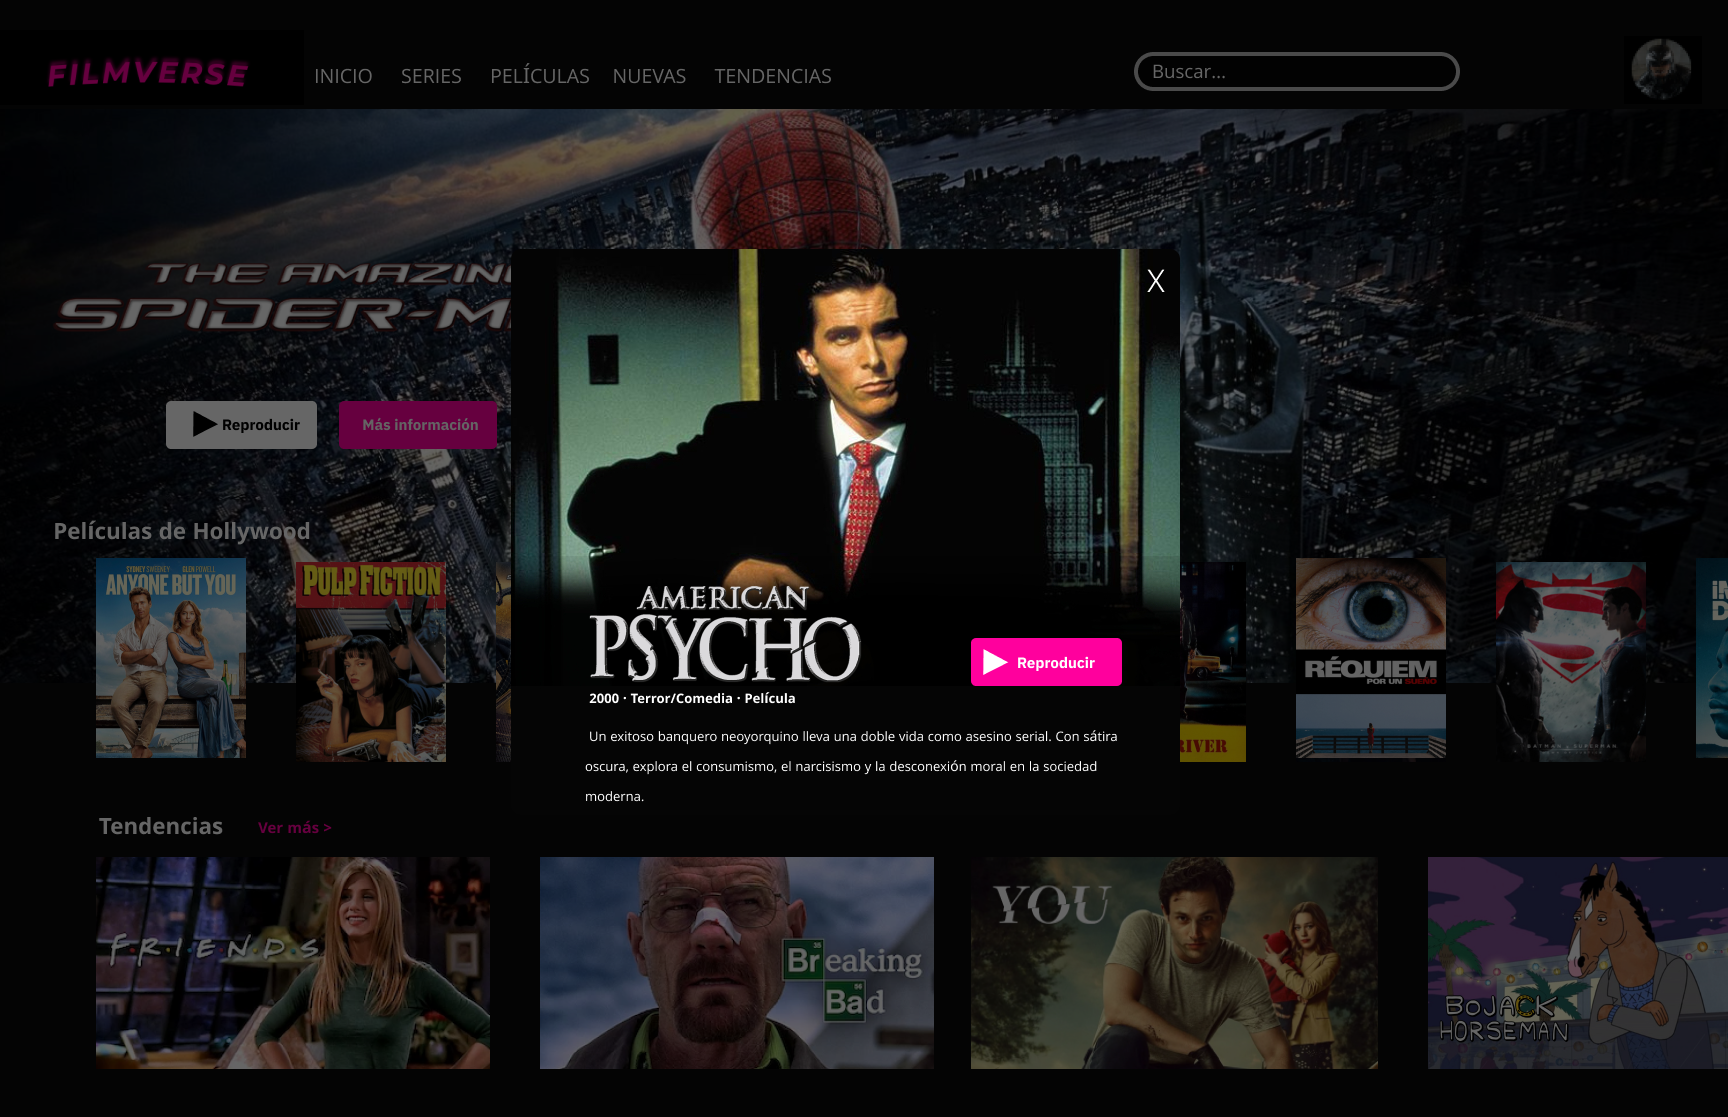 FILMVERSE
INICIO SERIES PELÍCULAS NUEVAS TENDENCIAS
Buscar...
THE AMAZIN
SPIDER-M
X
Reproducir
Más información
Películas de Hollywood
SYDNEY SWEENEY GLEN POWELL
ANYONE BUT YOU
PULP FICTION
AMERICAN
PSYCHO
Reproducir
2000 · Terror/Comedia · Película
Un exitoso banquero neoyorquino lleva una doble vida como asesino serial. Con sátira
oscura, explora el consumismo, el narcisismo y la desconexión moral en la sociedad
moderna.
RIVER
RÉQUIEM
POR UN SUEÑO
BATMAN v SUPERMAN
Tendencias Ver más >
FRIENDS
35
Breaking
56
Bad
YOU
BOJACK
HORSEMAN